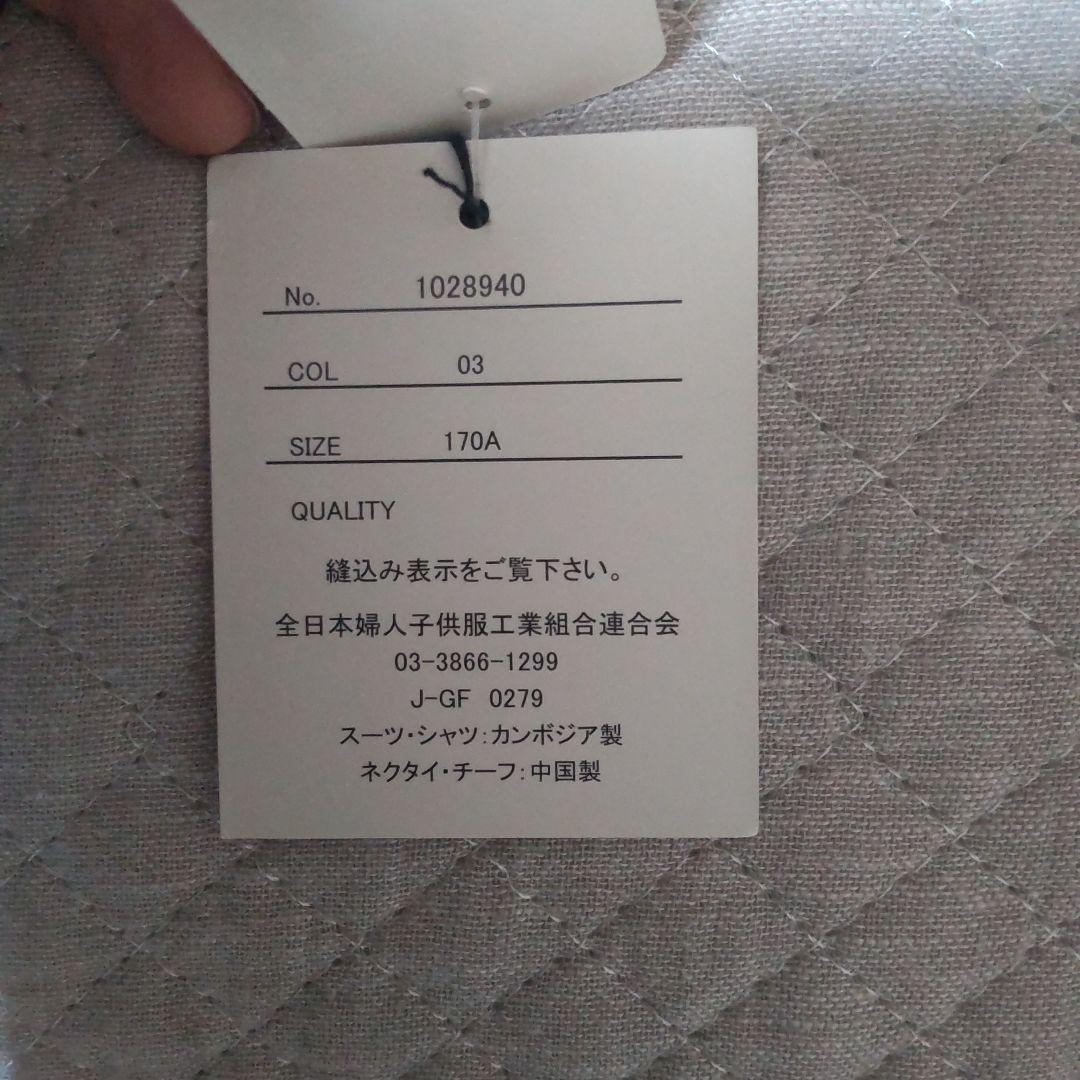 No. 1028940
COL 03
SIZE 170A
QUALITY
縫込み表示をご覧下さい。
全日本婦人子供服工業組合連合会
03-3866-1299
J-GF 0279
スーツ・シャツ:カンボジア製
ネクタイ・チーフ:中国製